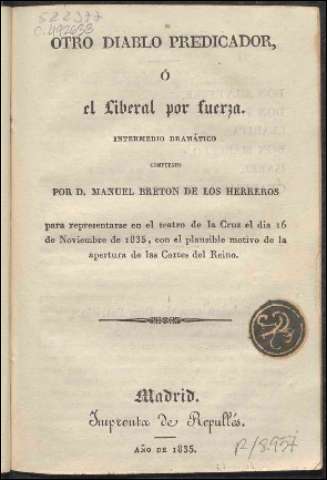 522977
C.492633
OTRO DIABLO PREDICADOR,
Ó
el Liberal por fuerza.
INTERMEDIO DRAMÁTICO
COMPUESTO
POR D. MANUEL BRETON DE LOS HERREROS
para representarse en el teatro de la Cruz el dia 16
de Noviembre de 1835, con el plausible motivo de la
apertura de las Cortes del Reino.
Madrid.
Imprenta de Repullés.
AÑO DE 1835.